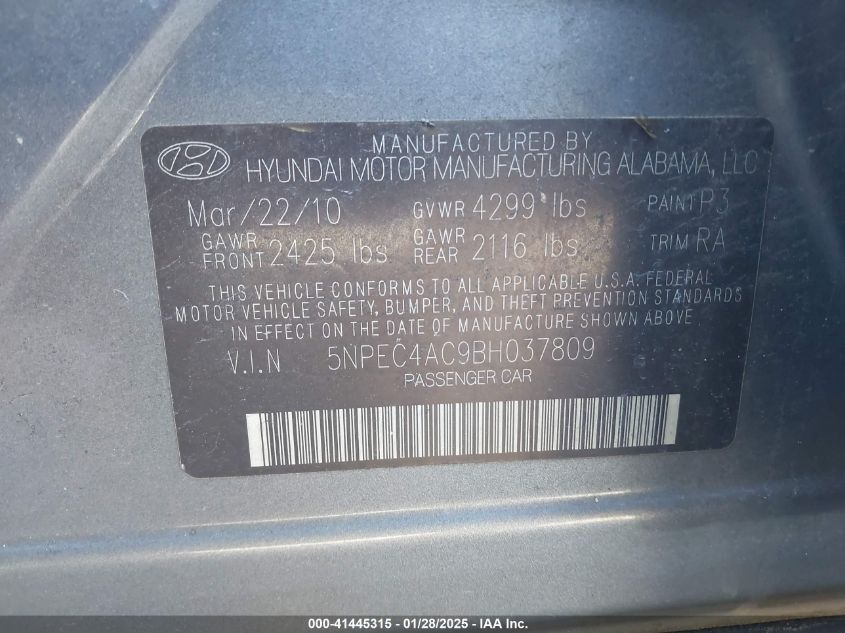 MANUFACTURED BY
HYUNDAI MOTOR MANUFACTURING ALABAMA, LLC
Mar/22/10 GVWR 4299 lbs PAINT P3
GAWR FRONT 2425 lbs GAWR REAR 2116 lbs TRIM RA
THIS VEHICLE CONFORMS TO ALL APPLICABLE U.S.A. FEDERAL
MOTOR VEHICLE SAFETY, BUMPER, AND THEFT PREVENTION STANDARDS
IN EFFECT ON THE DATE OF MANUFACTURE SHOWN ABOVE
V.I.N 5NPEC4AC9BH037809
PASSENGER CAR
000-41445315 - 01/28/2025 - IAA Inc.